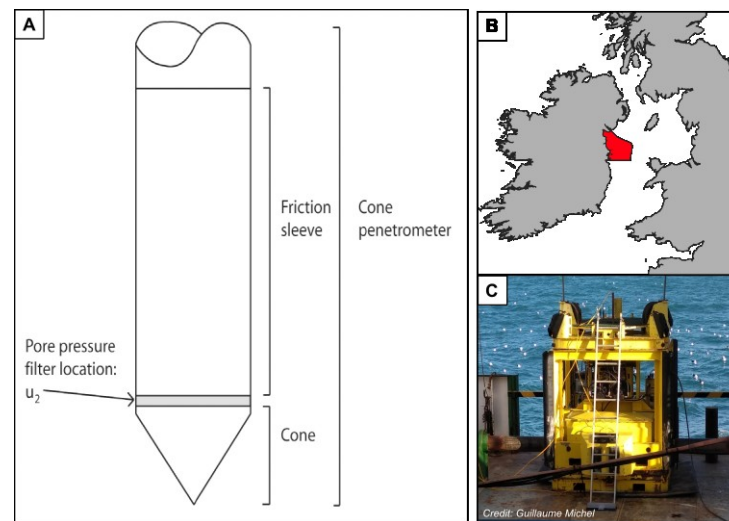 A
Friction
sleeve
Cone
penetrometer
Pore pressure
filter location:
u₂
Cone
B
C
Credit: Guillaume Michel